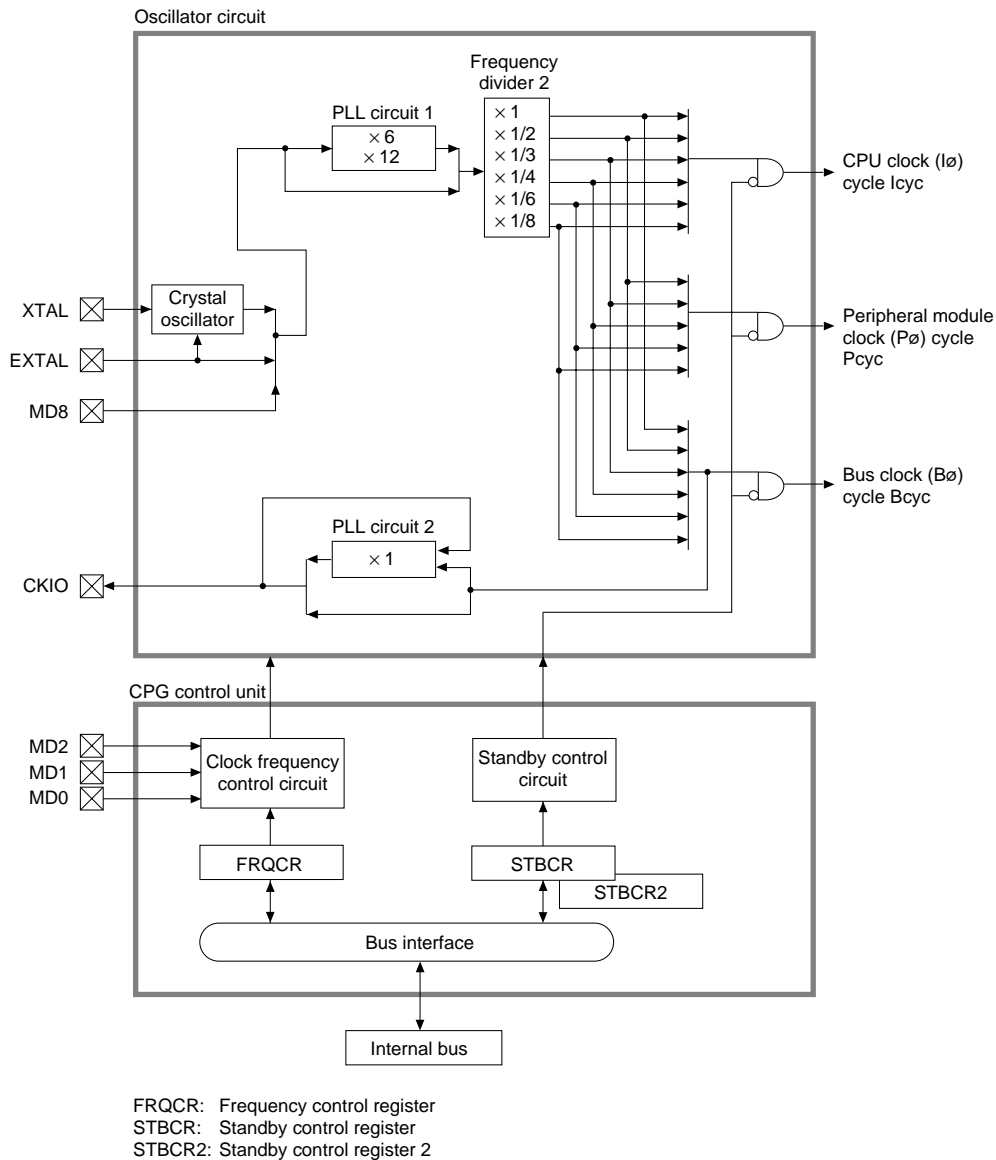 Oscillator circuit
Frequency
divider 2
PLL circuit 1
× 6
× 12
× 1
× 1/2
× 1/3
× 1/4
× 1/6
× 1/8
CPU clock (Iø)
cycle Icyc
XTAL
Crystal
oscillator
EXTAL
MD8
Peripheral module
clock (Pø) cycle
Pcyc
Bus clock (Bø)
cycle Bcyc
PLL circuit 2
× 1
CKIO
CPG control unit
MD2
MD1
MD0
Clock frequency
control circuit
Standby control
circuit
FRQCR
STBCR
STBCR2
Bus interface
Internal bus
FRQCR: Frequency control register
STBCR: Standby control register
STBCR2: Standby control register 2